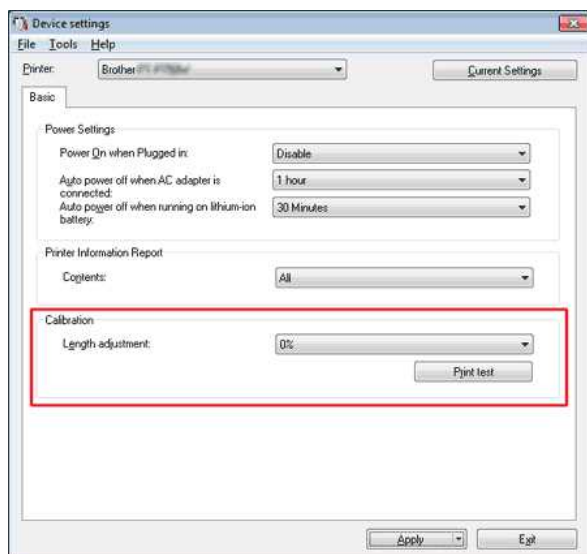 Device settings
File Tools Help
Printer: Brother Current Settings
Basic
Power Settings
Power On when Plugged in: Disable
Auto power off when AC adapter is connected: 1 hour
Auto power off when running on lithium-ion battery: 30 Minutes
Printer Information Report
Contents: All
Calibration
Length adjustment: 0%
Print test
Apply Exit